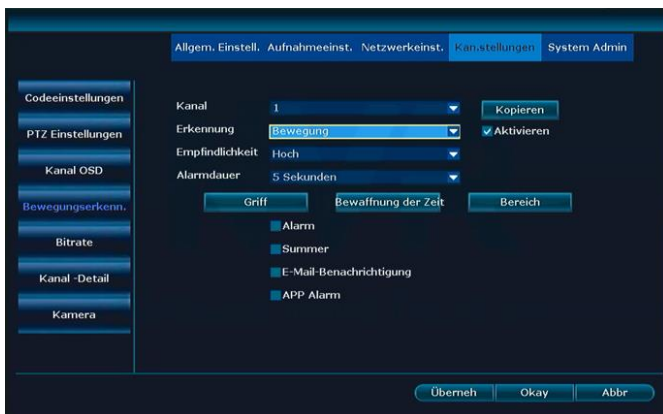 Allgem. Einstell. Aufnahmeeinst. Netzwerkeinst. Kan.stellungen System Admin
Codeeinstellungen
PTZ Einstellungen
Kanal OSD
Bewegungserkenn.
Bitrate
Kanal -Detail
Kamera
Kanal 1 Kopieren
Erkennung Bewegung Aktivieren
Empfindlichkeit Hoch
Alarmdauer 5 Sekunden
Griff Bewaffnung der Zeit Bereich
Alarm
Summer
E-Mail-Benachrichtigung
APP Alarm
Überneh Okay Abbr